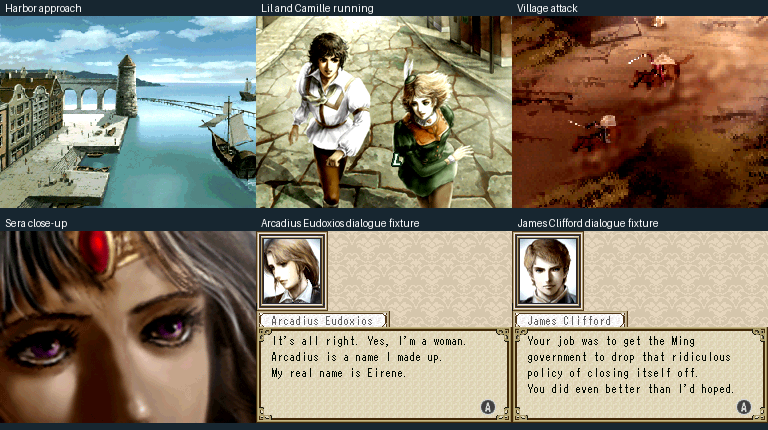 Harbor approach
Lil and Camille running
Village attack
Sera close-up
Arcadius Eudoxios dialogue fixture
James Clifford dialogue fixture
Arcadius Eudoxios
It's all right. Yes, I'm a woman.
Arcadius is a name I made up.
My real name is Eirene.
A
James Clifford
Your job was to get the Ming
government to drop that ridiculous
policy of closing itself off.
You did even better than I'd hoped.
A